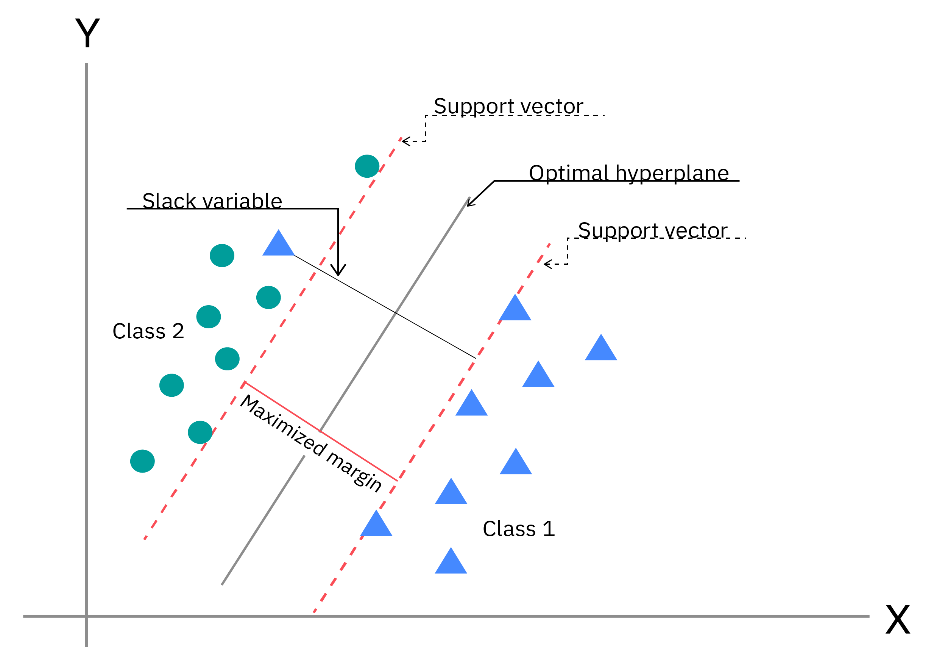 Y
Support vector
Optimal hyperplane
Slack variable
Support vector
Class 2
Maximized margin
Class 1
X